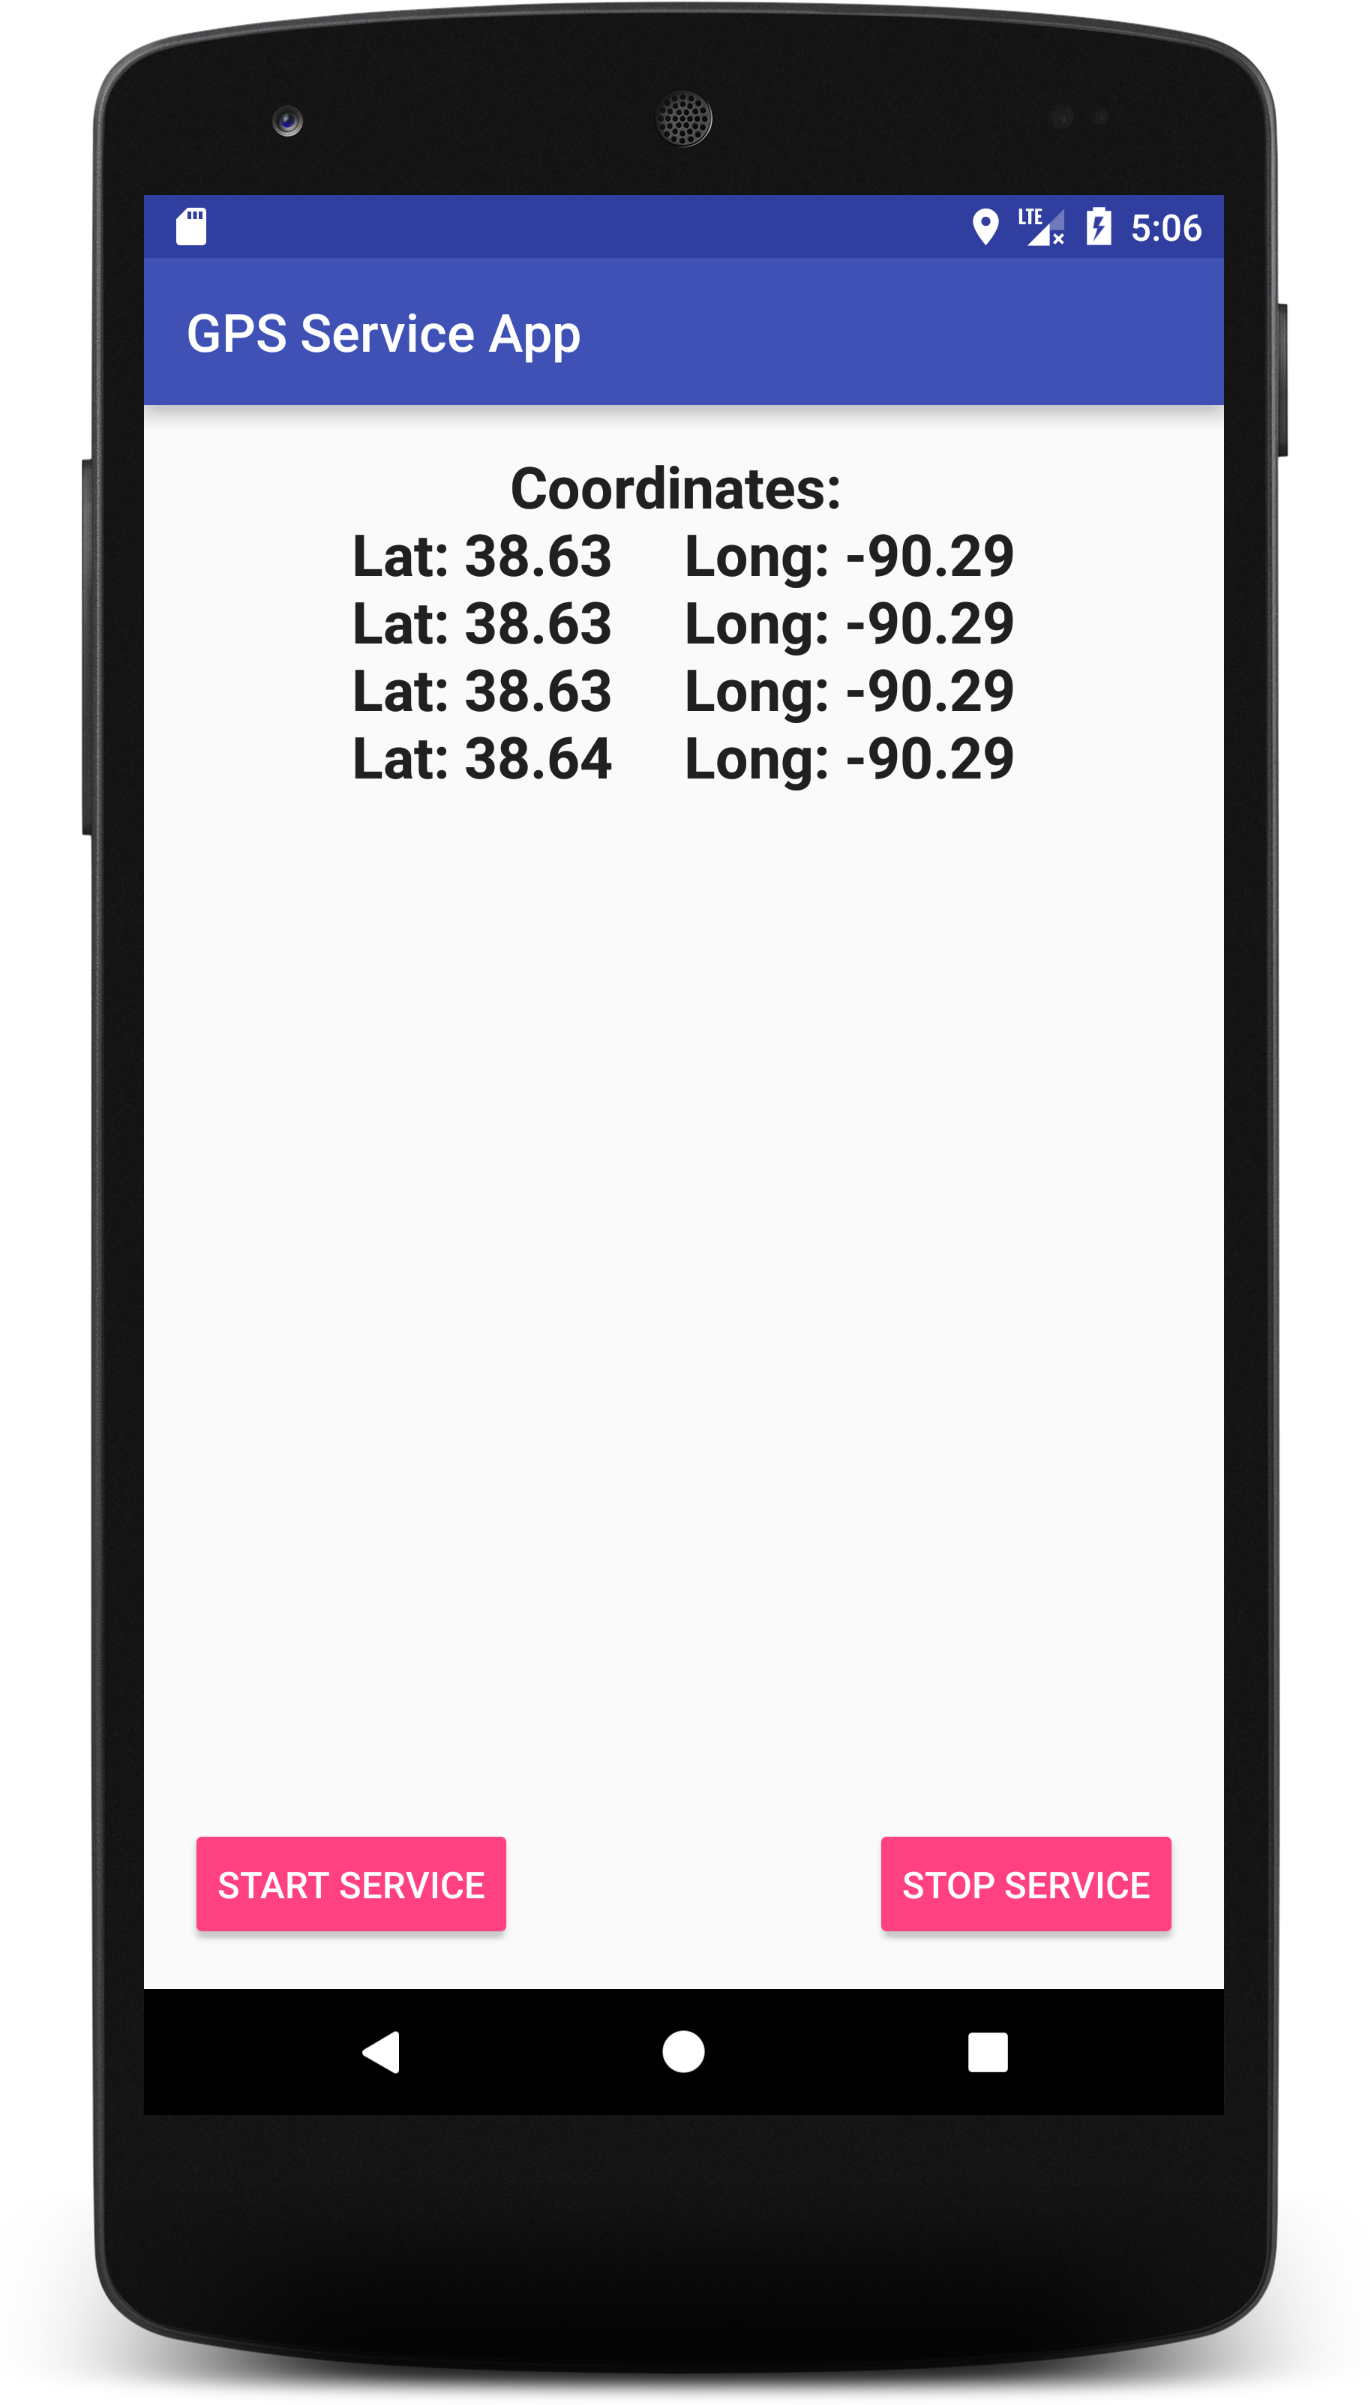 LTE 5:06
GPS Service App
Coordinates:
Lat: 38.63 Long: -90.29
Lat: 38.63 Long: -90.29
Lat: 38.63 Long: -90.29
Lat: 38.64 Long: -90.29
START SERVICE STOP SERVICE